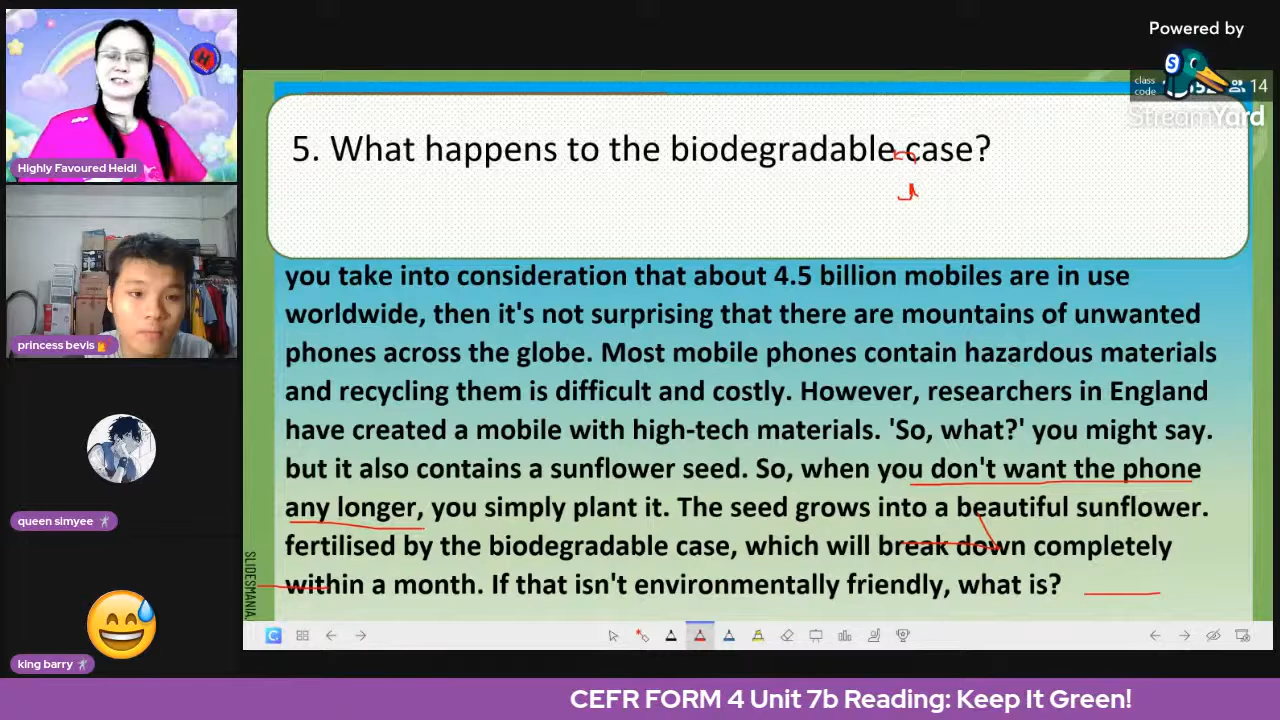 Powered by
class
code
14
StreamYard
5. What happens to the biodegradable case?
Highly Favoured Heidi
you take into consideration that about 4.5 billion mobiles are in use
worldwide, then it's not surprising that there are mountains of unwanted
phones across the globe. Most mobile phones contain hazardous materials
and recycling them is difficult and costly. However, researchers in England
have created a mobile with high-tech materials. 'So, what?' you might say.
but it also contains a sunflower seed. So, when you don't want the phone
any longer, you simply plant it. The seed grows into a beautiful sunflower.
fertilised by the biodegradable case, which will break down completely
within a month. If that isn't environmentally friendly, what is?
princess bevis
queen simyee
king barry
SLIDESMANIA
CEFR FORM 4 Unit 7b Reading: Keep It Green!